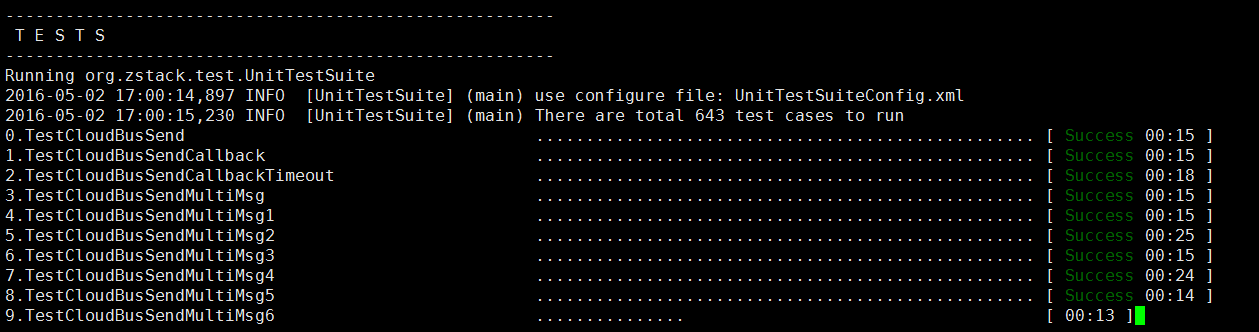 -------------------------------------------------------
 T E S T S
-------------------------------------------------------
Running org.zstack.test.UnitTestSuite
2016-05-02 17:00:14,897 INFO  [UnitTestSuite] (main) use configure file: UnitTestSuiteConfig.xml
2016-05-02 17:00:15,230 INFO  [UnitTestSuite] (main) There are total 643 test cases to run
0.TestCloudBusSend .................................................. [ Success 00:15 ]
1.TestCloudBusSendCallback .................................................. [ Success 00:15 ]
2.TestCloudBusSendCallbackTimeout .................................................. [ Success 00:18 ]
3.TestCloudBusSendMultiMsg .................................................. [ Success 00:15 ]
4.TestCloudBusSendMultiMsg1 .................................................. [ Success 00:15 ]
5.TestCloudBusSendMultiMsg2 .................................................. [ Success 00:25 ]
6.TestCloudBusSendMultiMsg3 .................................................. [ Success 00:15 ]
7.TestCloudBusSendMultiMsg4 .................................................. [ Success 00:24 ]
8.TestCloudBusSendMultiMsg5 .................................................. [ Success 00:14 ]
9.TestCloudBusSendMultiMsg6 ............... [ 00:13 ]